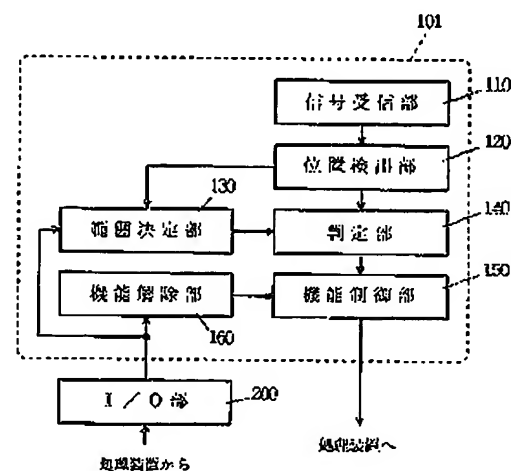 101
信号受信部
110
位置検出部
120
130
範囲決定部
判定部
140
機能解除部
機能制御部
150
160
I/O部
200
処理装置から
処理装置へ